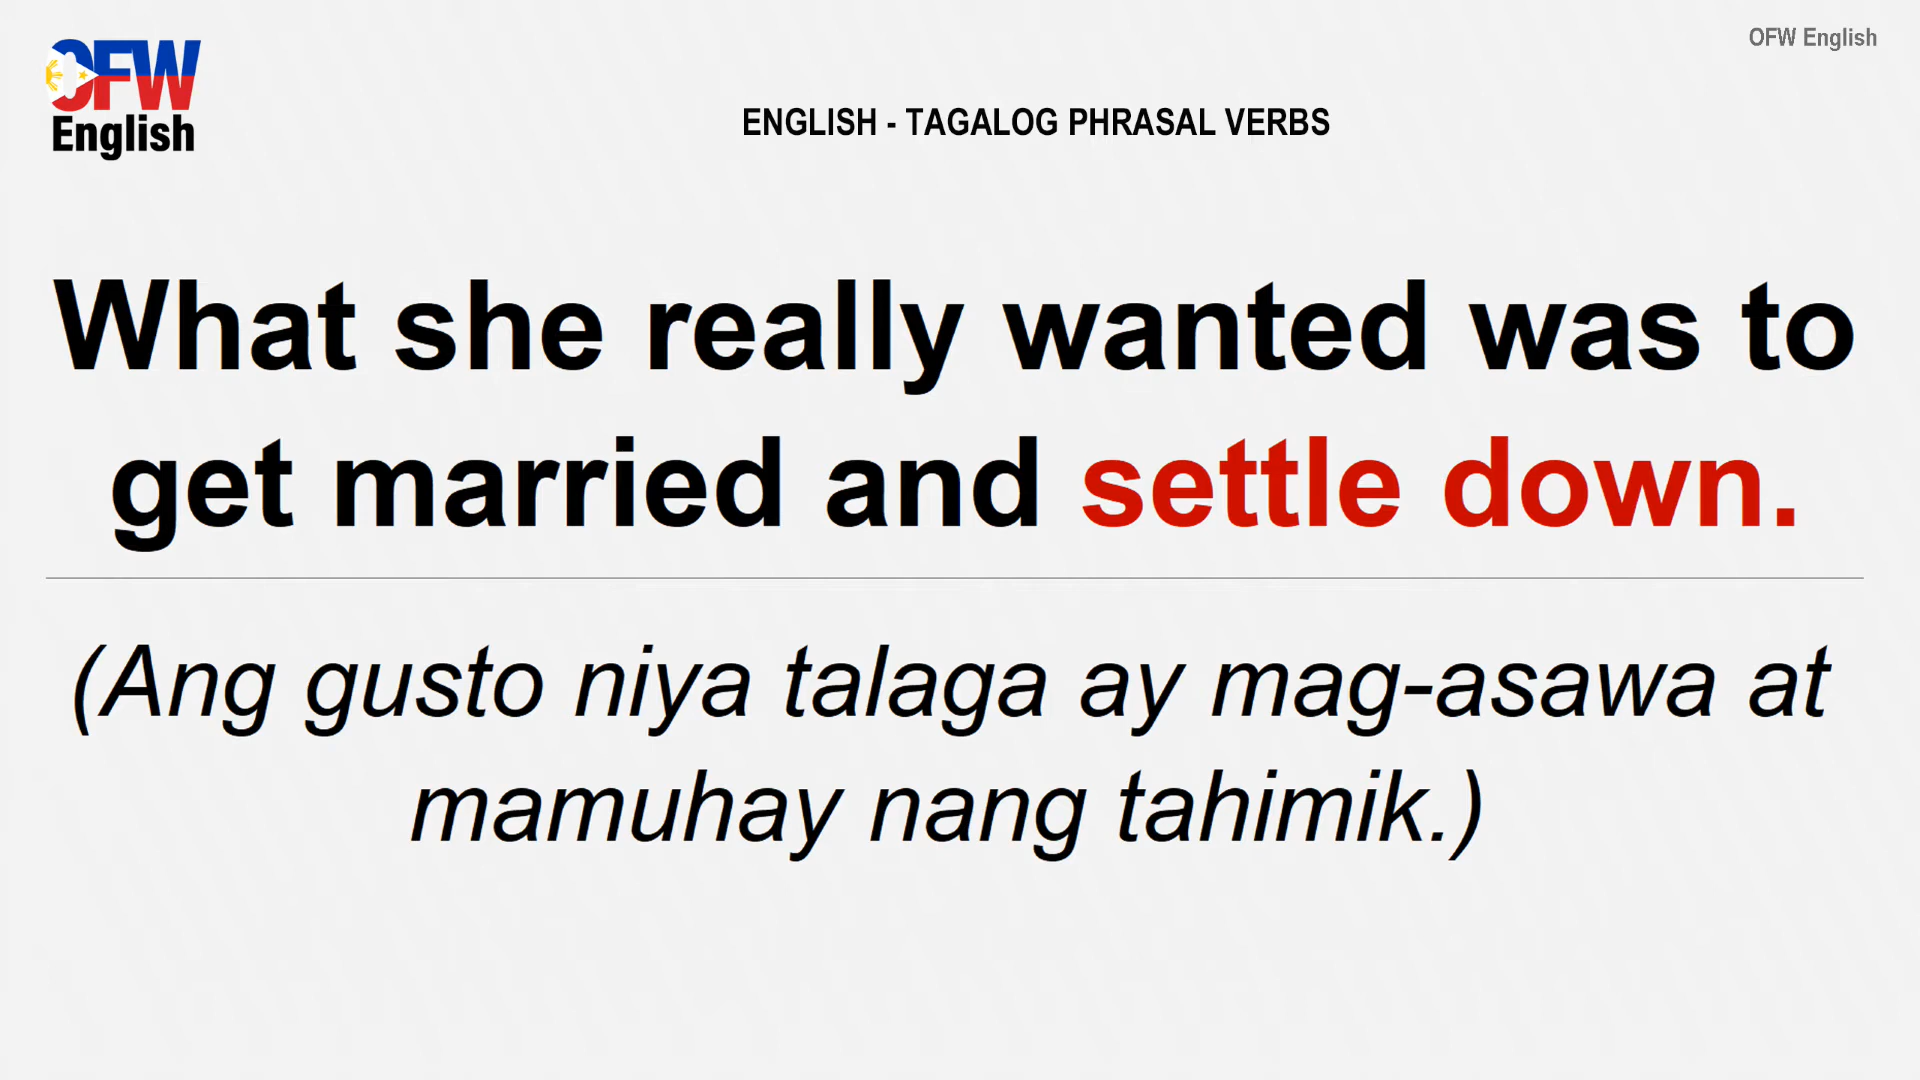 OFW English
OFW
English
ENGLISH - TAGALOG PHRASAL VERBS
What she really wanted was to
get married and settle down.
(Ang gusto niya talaga ay mag-asawa at
mamuhay nang tahimik.)